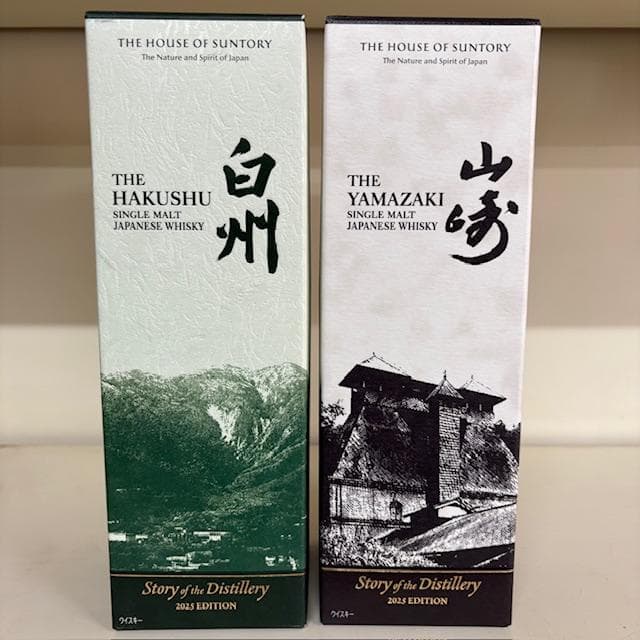 THE HOUSE OF SUNTORY
The Nature and Spirit of Japan
THE
HAKUSHU
SINGLE MALT
JAPANESE WHISKY
白州
Story of the Distillery
2025 EDITION
ウイスキー
THE HOUSE OF SUNTORY
The Nature and Spirit of Japan
THE
YAMAZAKI
SINGLE MALT
JAPANESE WHISKY
山崎
Story of the Distillery
2025 EDITION
ウイスキー